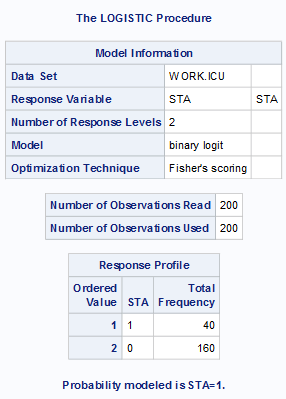 The LOGISTIC Procedure
Model Information
Data Set WORK.ICU
Response Variable STA STA
Number of Response Levels 2
Model binary logit
Optimization Technique Fisher's scoring
Number of Observations Read 200
Number of Observations Used 200
Response Profile
Ordered Value STA Total Frequency
1 1 40
2 0 160
Probability modeled is STA=1.